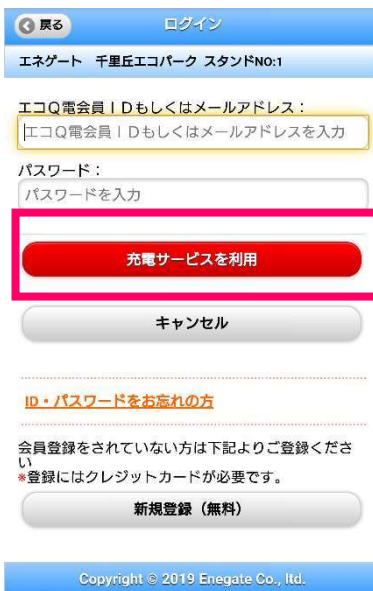 戻る
ログイン
エネゲート 千里丘エコパーク スタンドNO:1
エコQ電会員IDもしくはメールアドレス：
エコQ電会員IDもしくはメールアドレスを入力
パスワード：
パスワードを入力
充電サービスを利用
キャンセル
ID・パスワードをお忘れの方
会員登録をされていない方は下記よりご登録くださ
い
*登録にはクレジットカードが必要です。
新規登録（無料）
Copyright © 2019 Enegate Co., ltd.